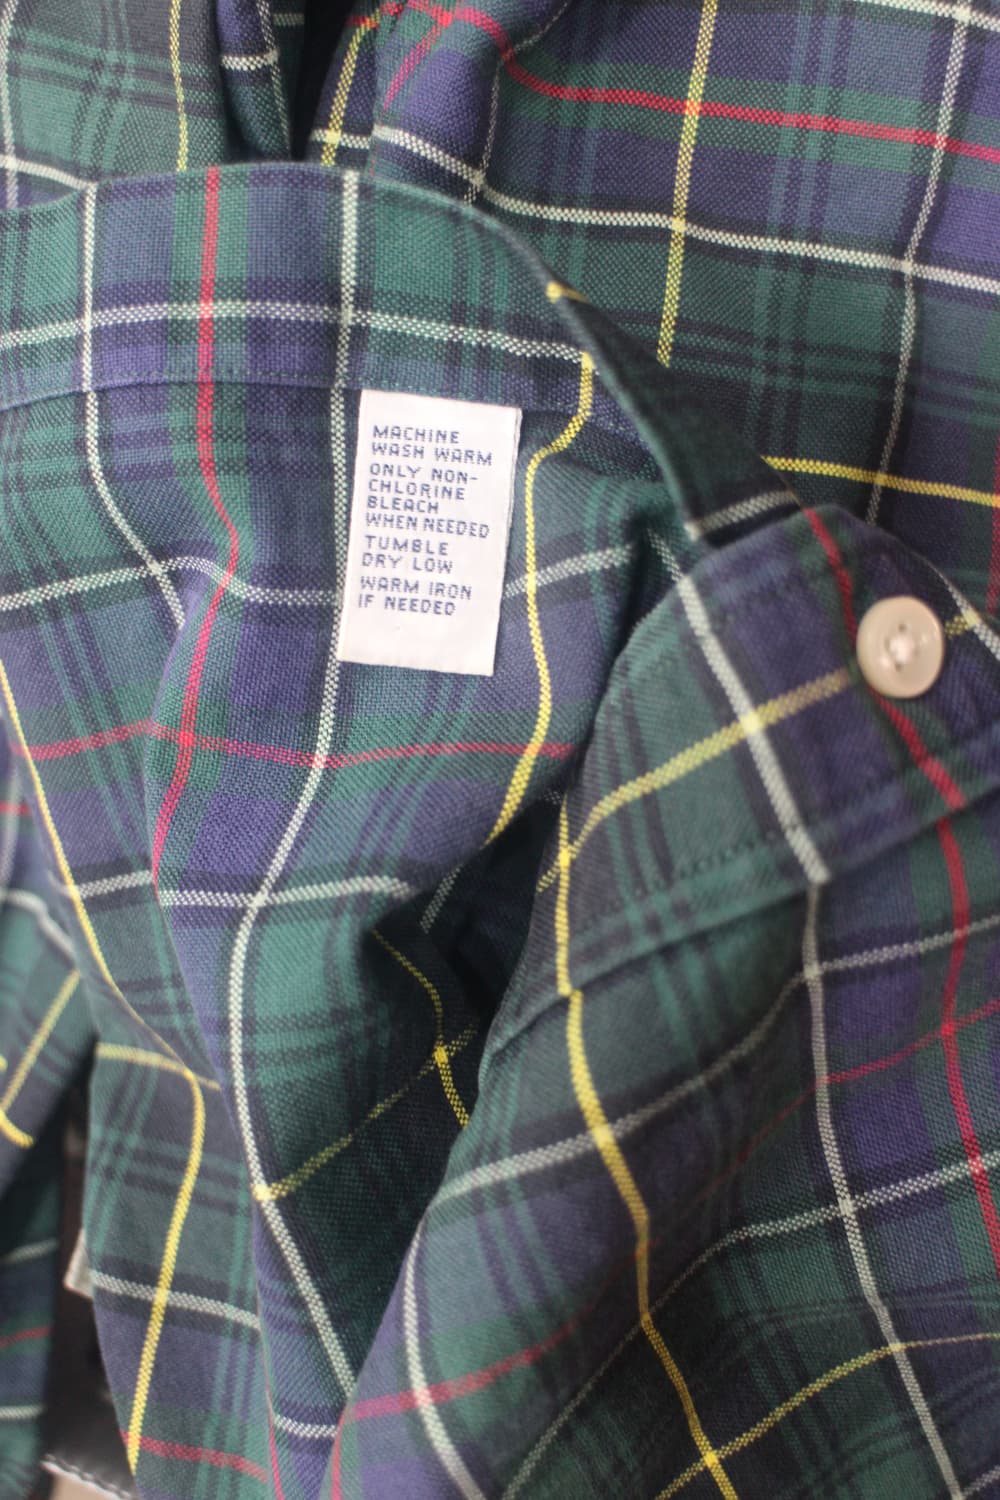 MACHINE
WASH WARM
ONLY NON-
CHLORINE
BLEACH
WHEN NEEDED
TUMBLE
DRY LOW
WARM IRON
IF NEEDED